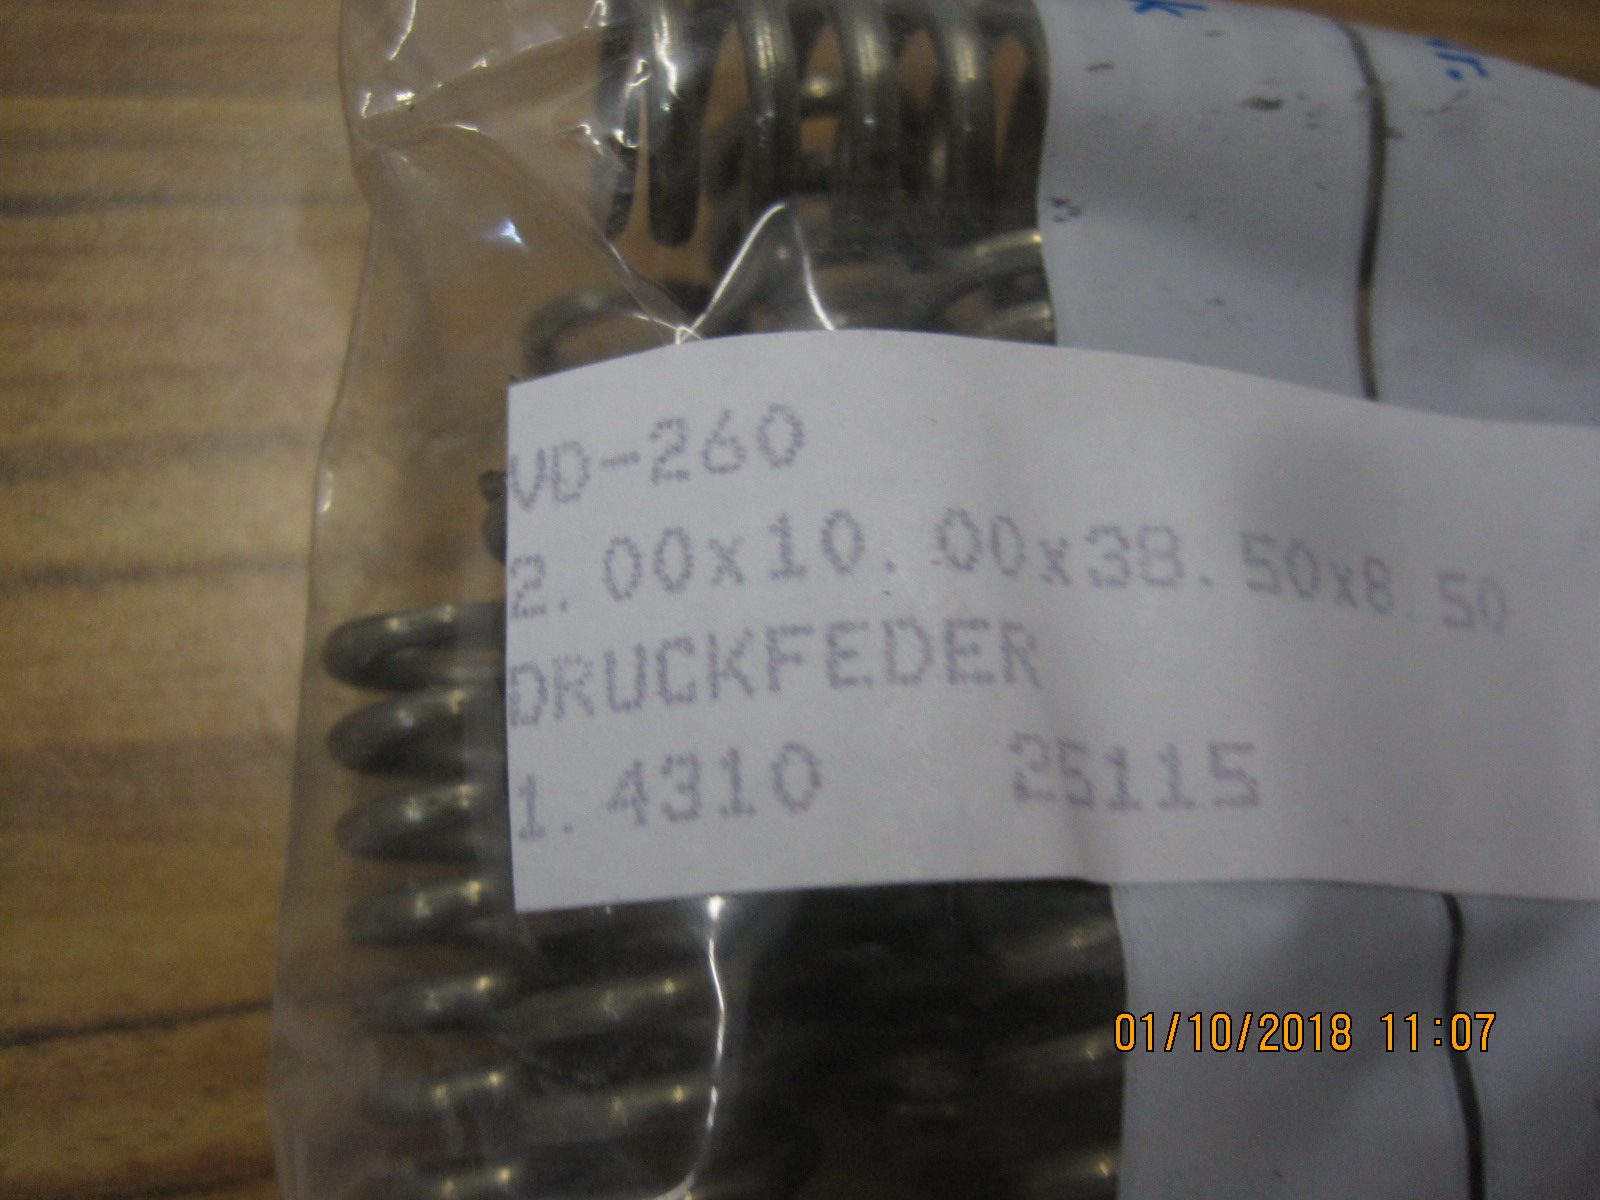 VD-260
2.00x10.00x38.50x8.50
DRUCKFEDER
1.4310 25115
01/10/2018 11:07